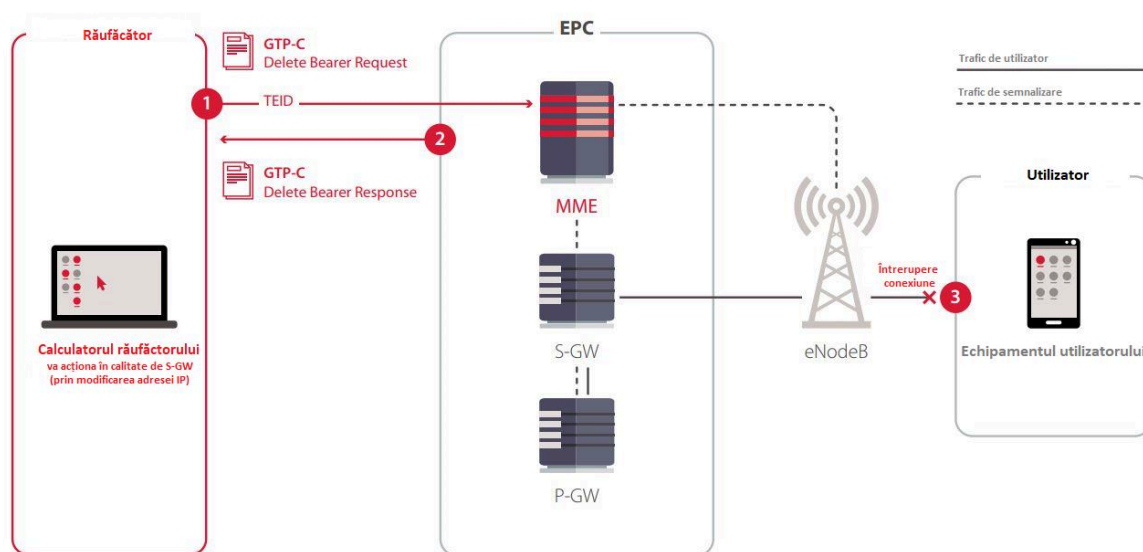 Răufăcător
GTP-C
Delete Bearer Request
1
TEID
2
GTP-C
Delete Bearer Response
Calculatorul răufăctorului
va acționa în calitate de S-GW
(prin modificarea adresei IP)
EPC
MME
S-GW
P-GW
eNodeB
Întrerupere
conexiune
3
Trafic de utilizator
Trafic de semnalizare
Utilizator
Echipamentul utilizatorului